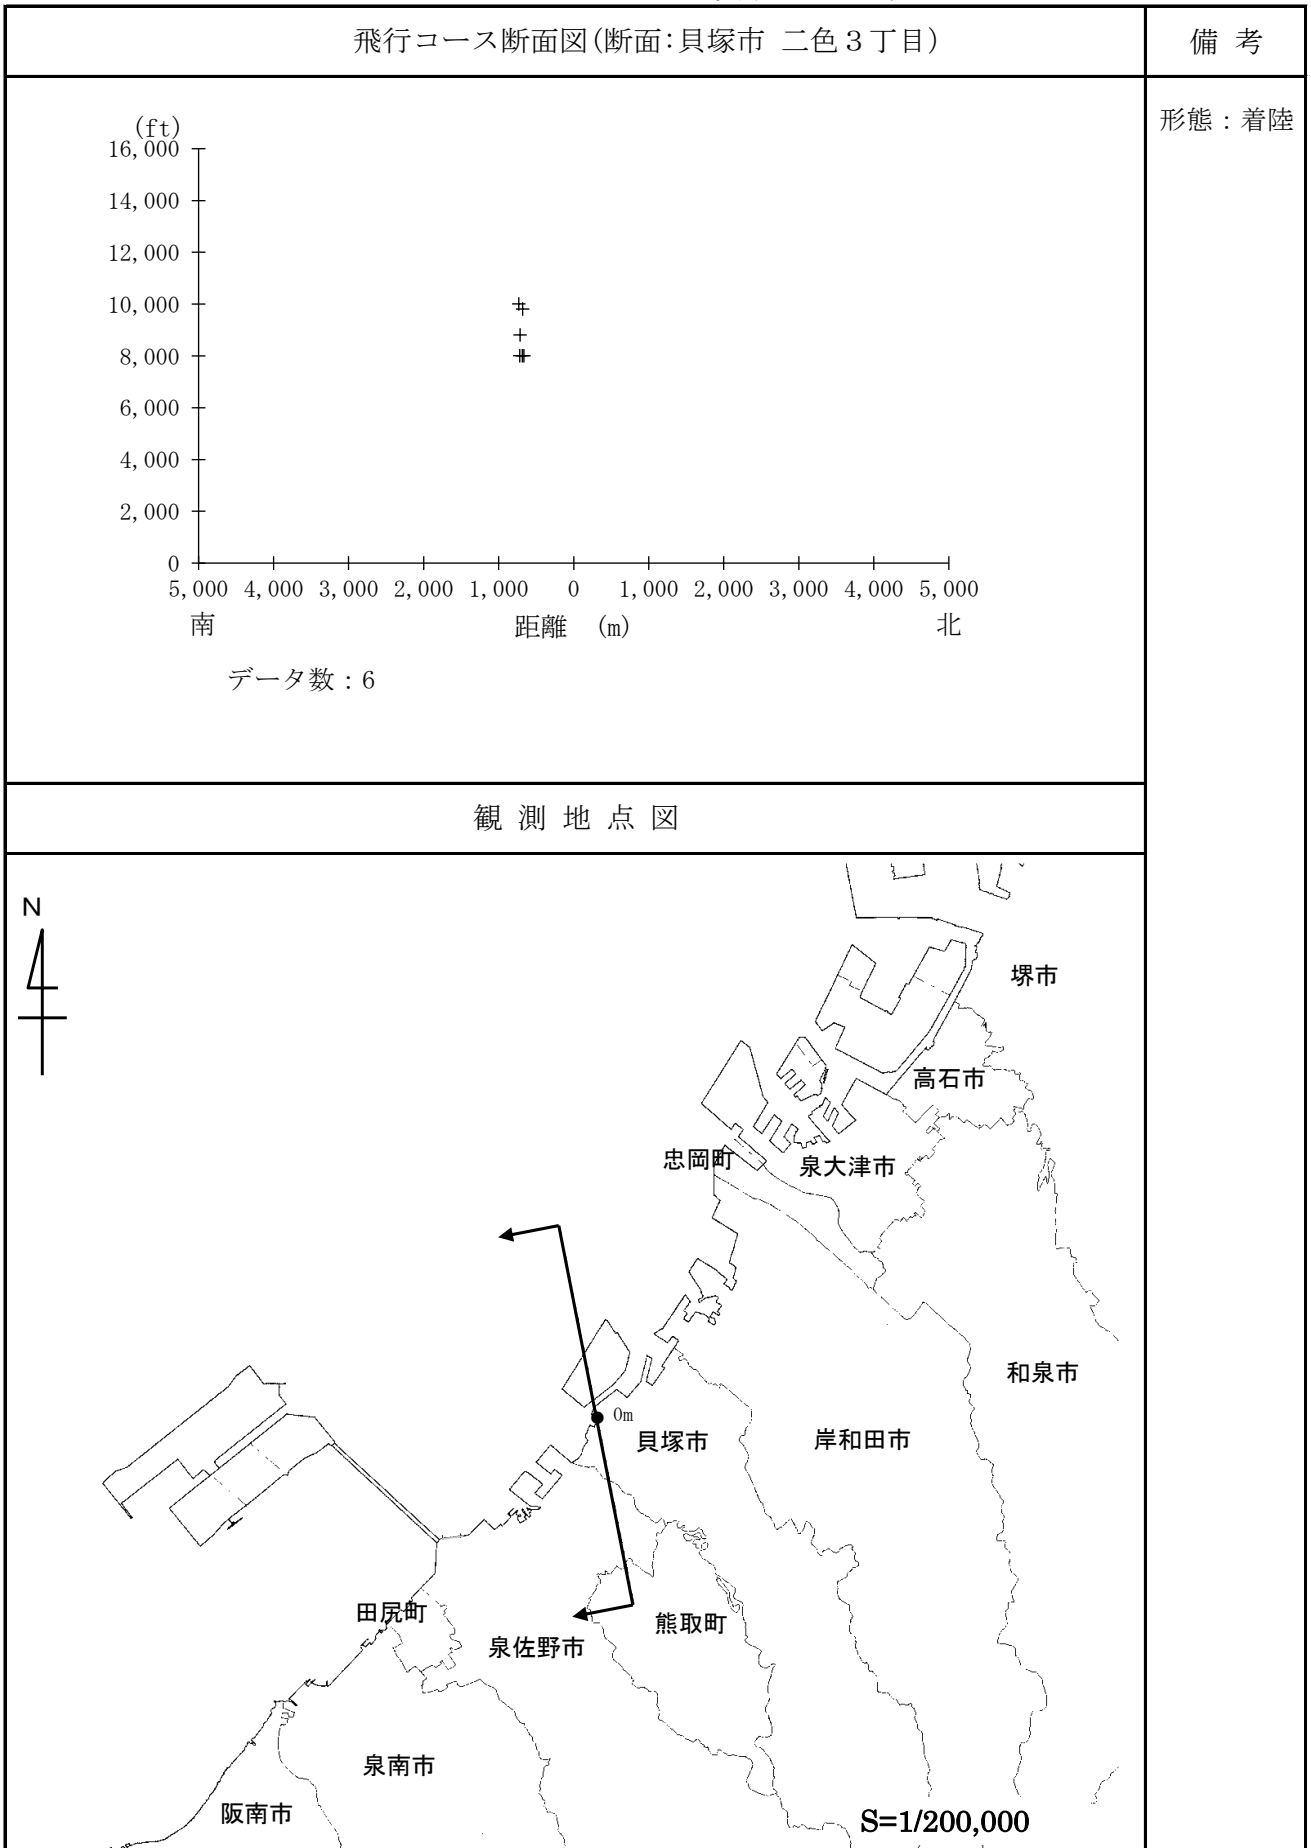 飛行コース断面図(断面:貝塚市 二色3丁目)
備 考
形態：着陸
(ft)
16,000
14,000
12,000
10,000
8,000
6,000
4,000
2,000
0
5,000 4,000 3,000 2,000 1,000 0 1,000 2,000 3,000 4,000 5,000
南 距離 (m) 北
データ数：6
観 測 地 点 図
N
堺市
高石市
忠岡町
泉大津市
和泉市
0m
貝塚市
岸和田市
田尻町
熊取町
泉佐野市
泉南市
阪南市
S=1/200,000